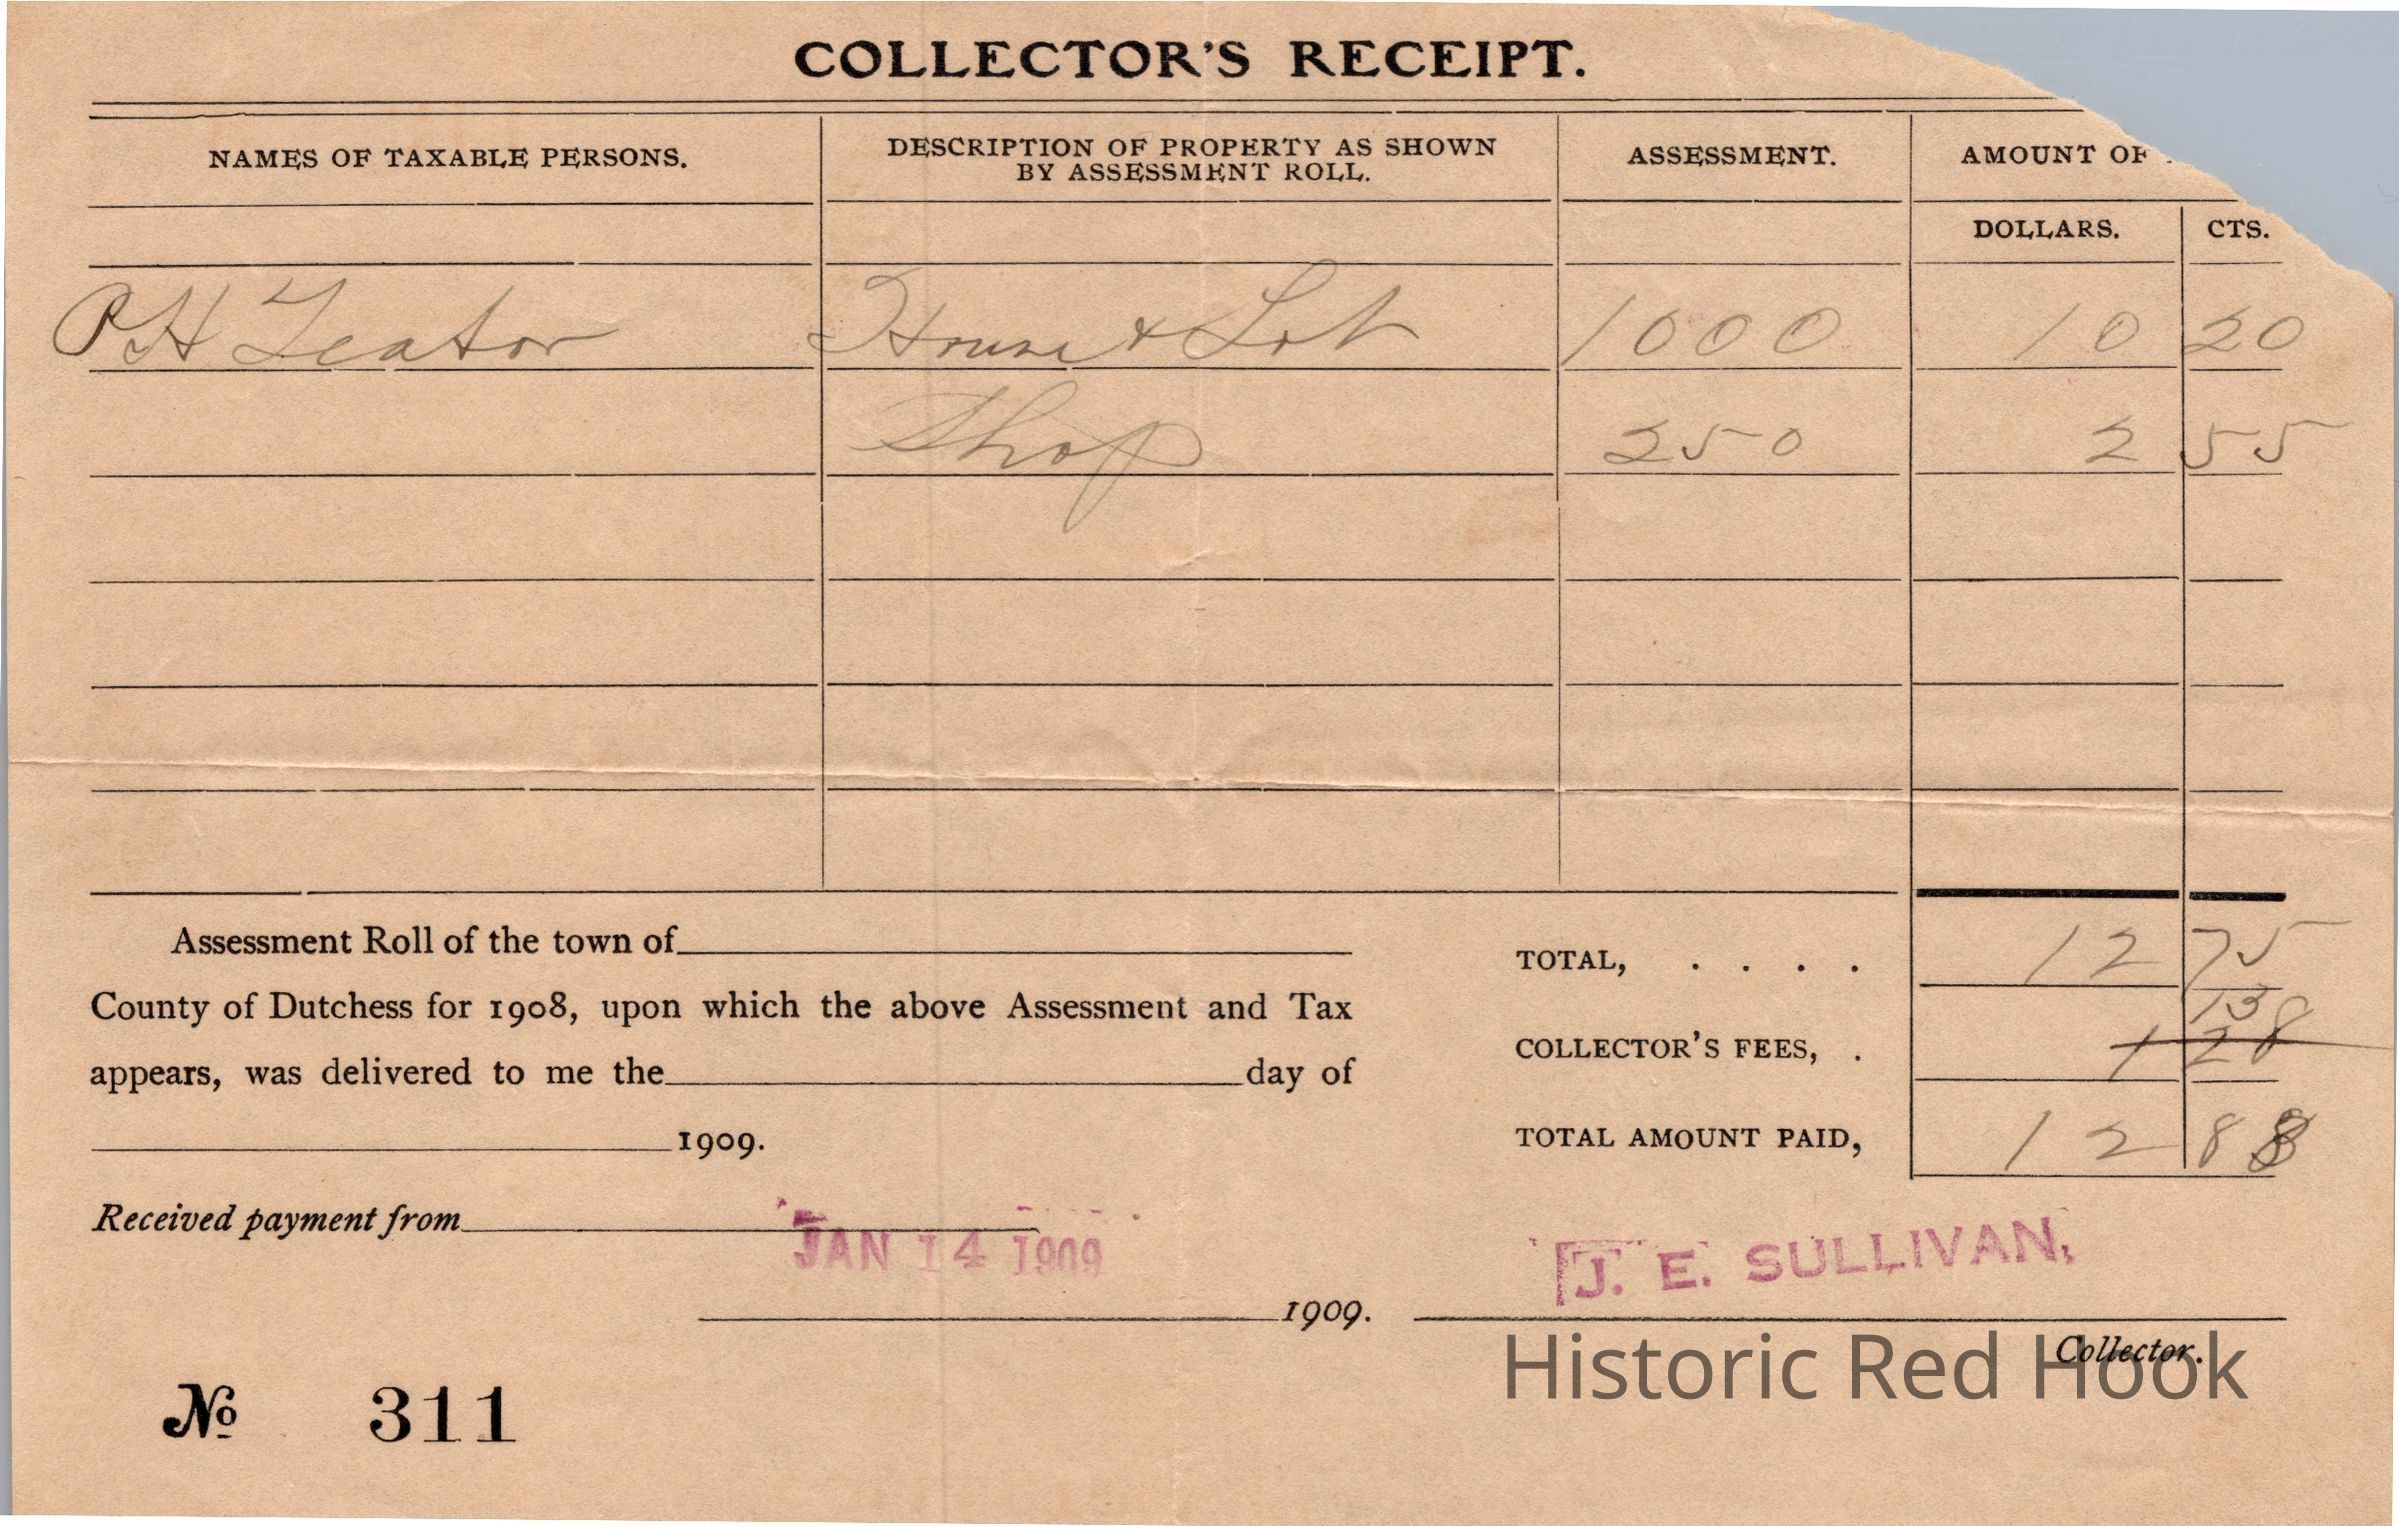 COLLECTOR'S RECEIPT.
NAMES OF TAXABLE PERSONS. DESCRIPTION OF PROPERTY AS SHOWN BY ASSESSMENT ROLL. ASSESSMENT. AMOUNT OF
DOLLARS. CTS.
PH Teator House & Lot 1000 10 20
Shop 250 2 55
Assessment Roll of the town of
TOTAL, . . . . 12 75
County of Dutchess for 1908, upon which the above Assessment and Tax
13
COLLECTOR'S FEES, . 1 28
appears, was delivered to me the day of
1909.
TOTAL AMOUNT PAID, 12 88
Received payment from
JAN 14 1909
J. E. SULLIVAN,
1909.
Collector.
Historic Red Hook
No 311